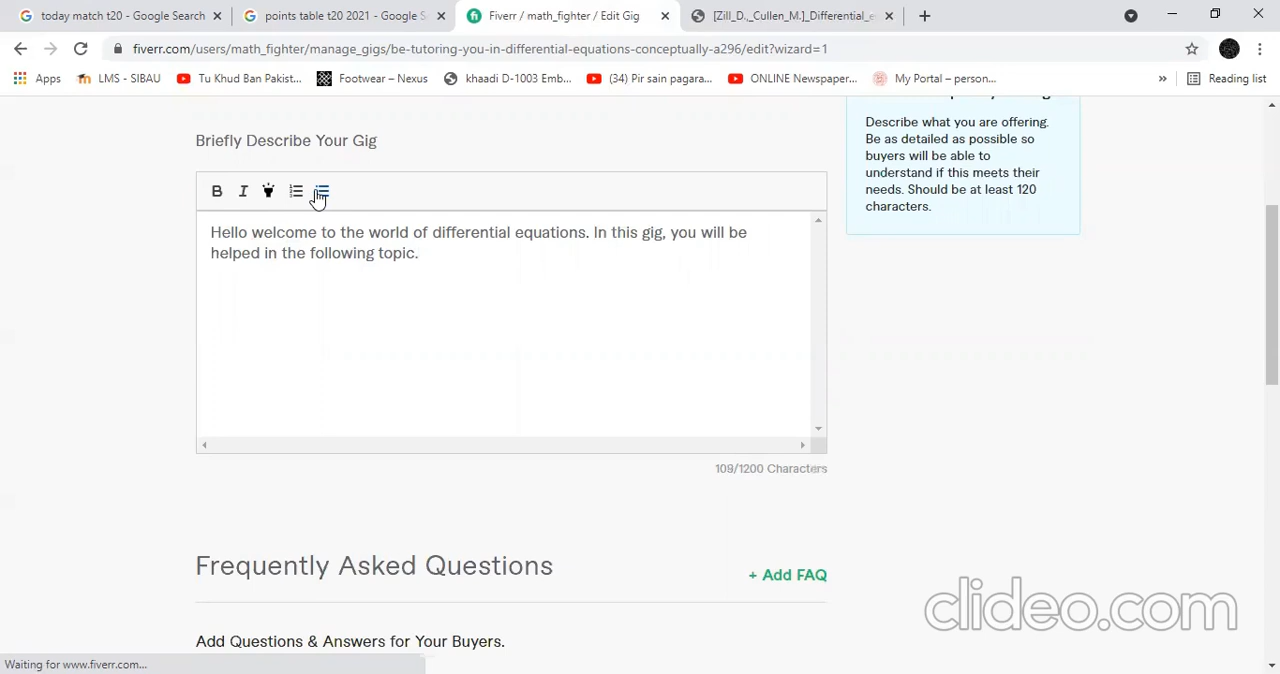 today match t20 - Google Search
points table t20 2021 - Google S
Fiverr / math_fighter / Edit Gig
[Zill_D.,_Cullen_M.]_Differential_e
fiverr.com/users/math_fighter/manage_gigs/be-tutoring-you-in-differential-equations-conceptually-a296/edit?wizard=1
Apps
LMS - SIBAU
Tu Khud Ban Pakist...
Footwear – Nexus
khaadi D-1003 Emb...
(34) Pir sain pagara...
ONLINE Newspaper...
My Portal – person...
»
Reading list
Briefly Describe Your Gig
B I
Hello welcome to the world of differential equations. In this gig, you will be
helped in the following topic.
109/1200 Characters
Describe what you are offering.
Be as detailed as possible so
buyers will be able to
understand if this meets their
needs. Should be at least 120
characters.
Frequently Asked Questions
+ Add FAQ
Add Questions & Answers for Your Buyers.
clideo.com
Waiting for www.fiverr.com...